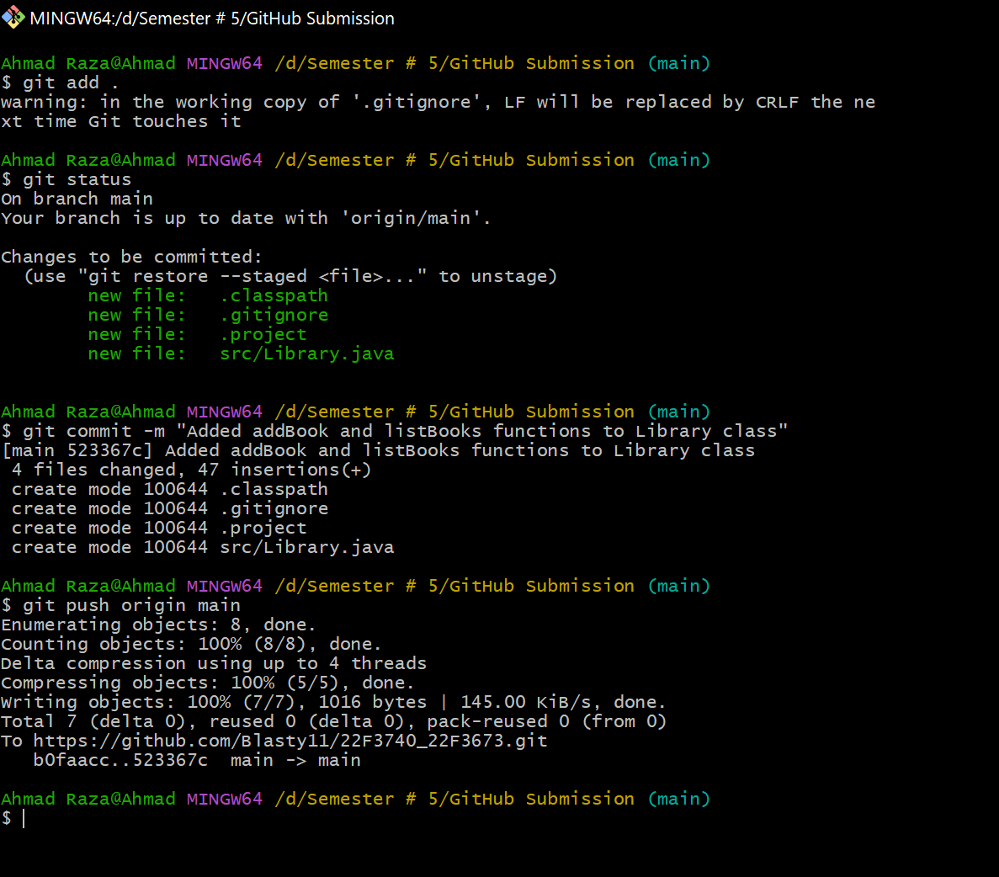 MINGW64:/d/Semester # 5/GitHub Submission
Ahmad Raza@Ahmad MINGW64 /d/Semester # 5/GitHub Submission (main)
$ git add .
warning: in the working copy of '.gitignore', LF will be replaced by CRLF the ne
xt time Git touches it
Ahmad Raza@Ahmad MINGW64 /d/Semester # 5/GitHub Submission (main)
$ git status
On branch main
Your branch is up to date with 'origin/main'.
Changes to be committed:
  (use "git restore --staged <file>..." to unstage)
        new file:   .classpath
        new file:   .gitignore
        new file:   .project
        new file:   src/Library.java
Ahmad Raza@Ahmad MINGW64 /d/Semester # 5/GitHub Submission (main)
$ git commit -m "Added addBook and listBooks functions to Library class"
[main 523367c] Added addBook and listBooks functions to Library class
 4 files changed, 47 insertions(+)
 create mode 100644 .classpath
 create mode 100644 .gitignore
 create mode 100644 .project
 create mode 100644 src/Library.java
Ahmad Raza@Ahmad MINGW64 /d/Semester # 5/GitHub Submission (main)
$ git push origin main
Enumerating objects: 8, done.
Counting objects: 100% (8/8), done.
Delta compression using up to 4 threads
Compressing objects: 100% (5/5), done.
Writing objects: 100% (7/7), 1016 bytes | 145.00 KiB/s, done.
Total 7 (delta 0), reused 0 (delta 0), pack-reused 0 (from 0)
To https://github.com/Blasty11/22F3740_22F3673.git
   b0faacc..523367c  main -> main
Ahmad Raza@Ahmad MINGW64 /d/Semester # 5/GitHub Submission (main)
$